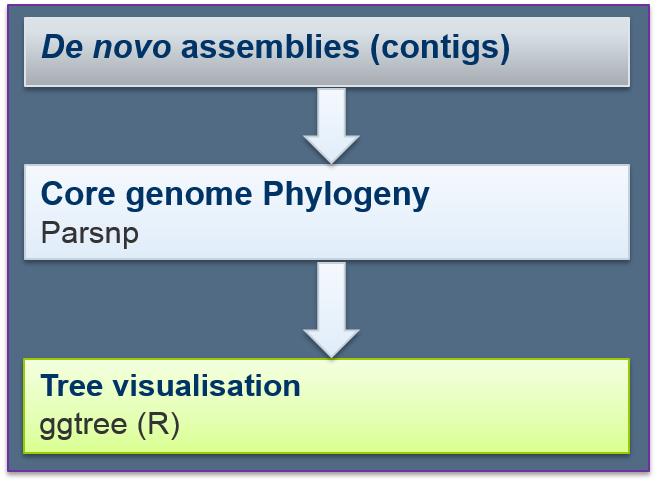 De novo assemblies (contigs)
Core genome Phylogeny
Parsnp
Tree visualisation
ggtree (R)